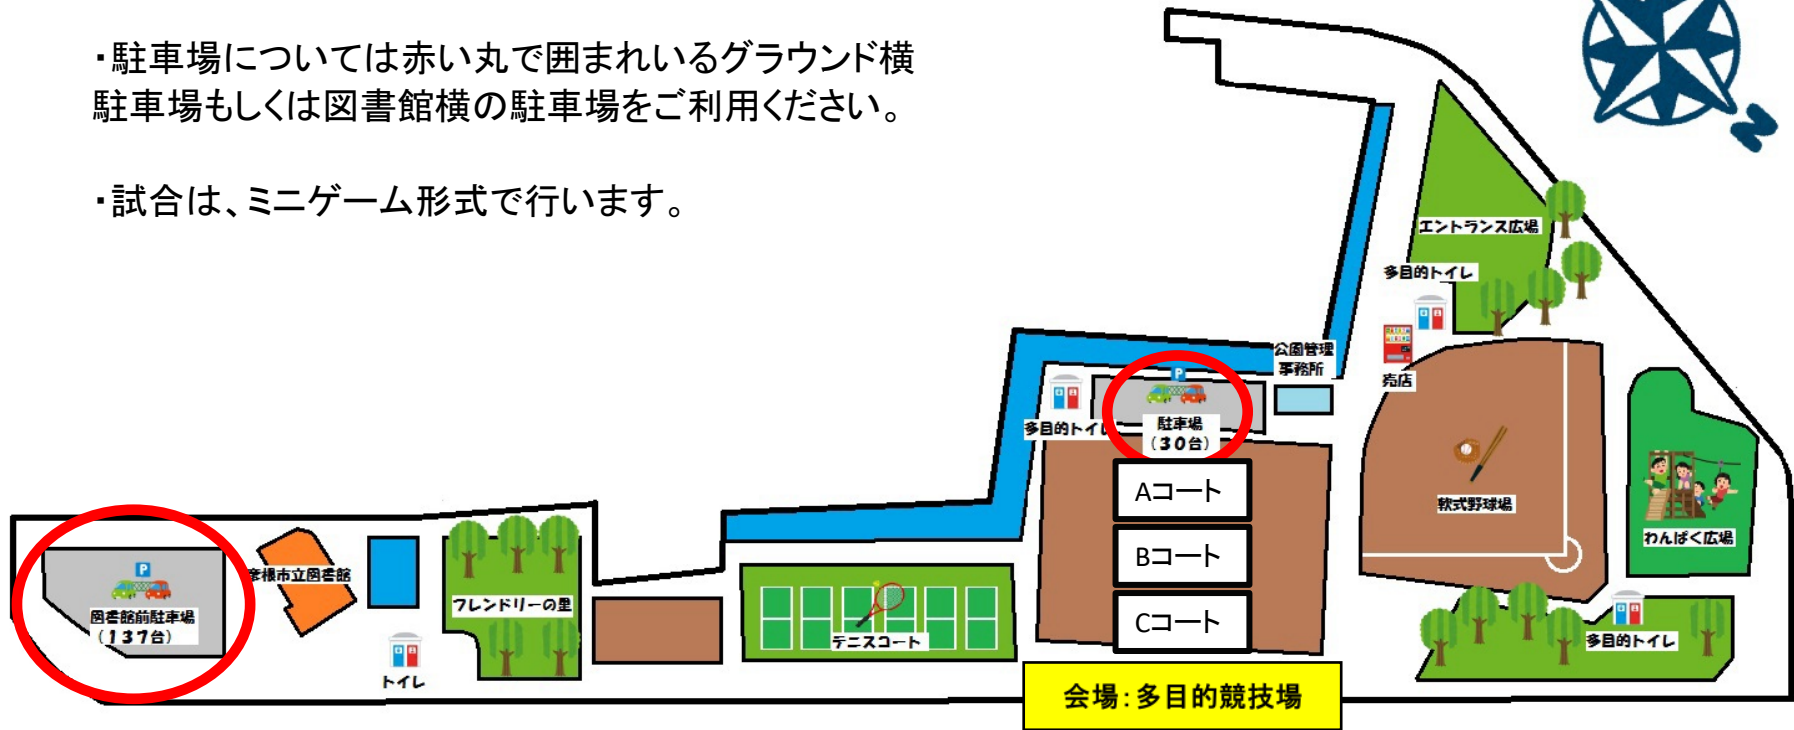 ・駐車場については赤い丸で囲まれいるグラウンド横
駐車場もしくは図書館横の駐車場をご利用ください。
・試合は、ミニゲーム形式で行います。
N
エントランス広場
多目的トイレ
売店
公園管理
事務所
P
駐車場
(30台)
多目的トイレ
Aコート
Bコート
Cコート
会場:多目的競技場
軟式野球場
わんぱく広場
多目的トイレ
P
図書館前駐車場
(137台)
彦根市立図書館
トイレ
フレンドリーの里
テニスコート